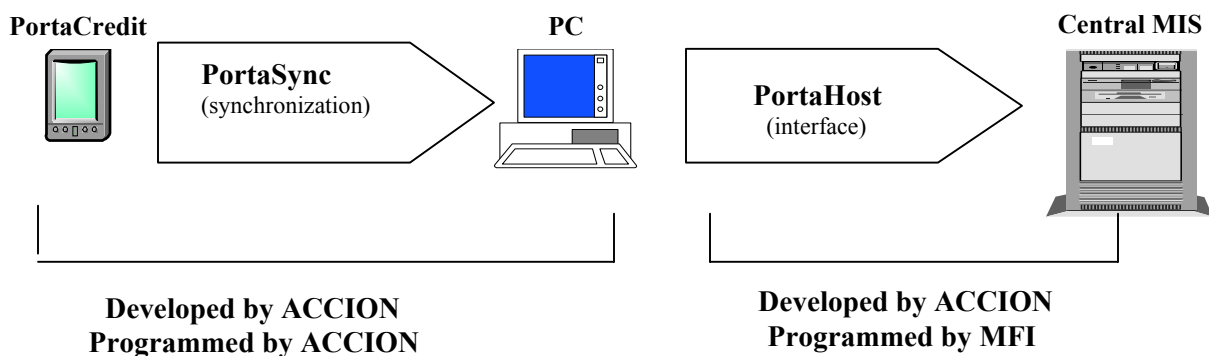 PortaCredit
PC
Central MIS
PortaSync
(synchronization)
PortaHost
(interface)
Developed by ACCION
Programmed by ACCION
Developed by ACCION
Programmed by MFI